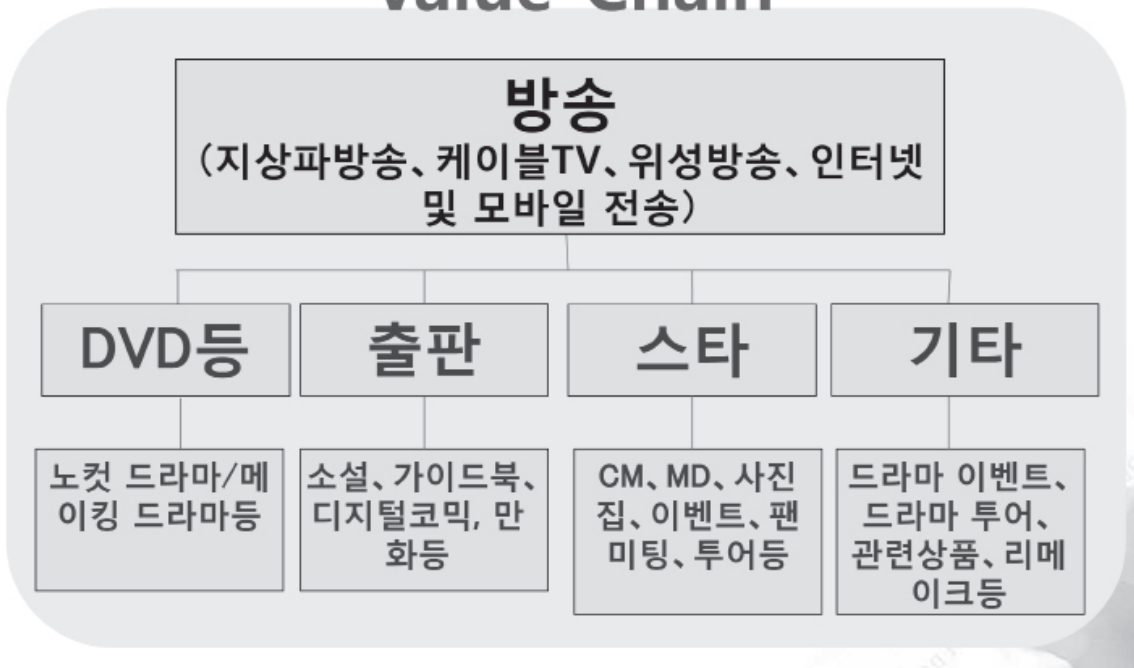 Value Chain
방송
(지상파방송、케이블TV、위성방송、인터넷
및 모바일 전송)
DVD등
출판
스타
기타
노컷 드라마/메
이킹 드라마등
소설、가이드북、
디지털코믹, 만
화등
CM、MD、사진
집、이벤트、팬
미팅、투어등
드라마 이벤트、
드라마 투어、
관련상품、리메
이크등